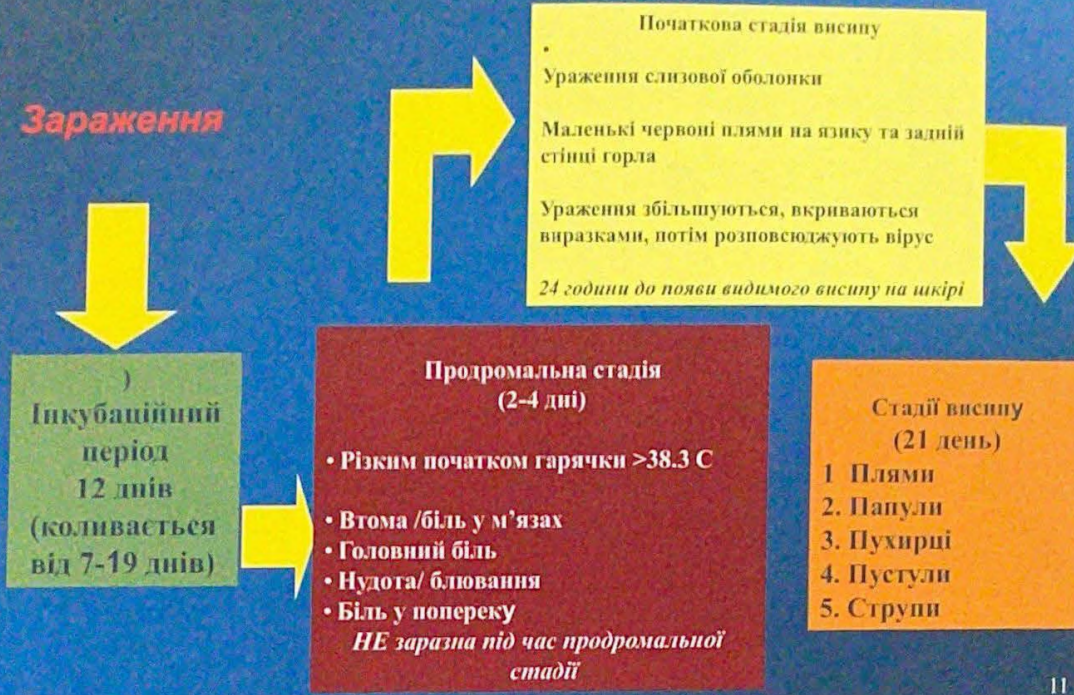 Зараження
)
Інкубаційний
період
12 днів
(коливається
від 7-19 днів)
Продромальна стадія
(2-4 дні)
• Різким початком гарячки >38.3 С
• Втома /біль у м’язах
• Головний біль
• Нудота/ блювання
• Біль у попереку
НЕ заразна під час продромальної
стадії
Початкова стадія висипу
•
Ураження слизової оболонки
Маленькі червоні плями на язику та задній
стінці горла
Ураження збільшуються, вкриваються
виразками, потім розповсюджують вірус
24 години до появи видимого висипу на шкірі
Стадії висипу
(21 день)
1 Плями
2. Папули
3. Пухирці
4. Пустули
5. Струпи
11